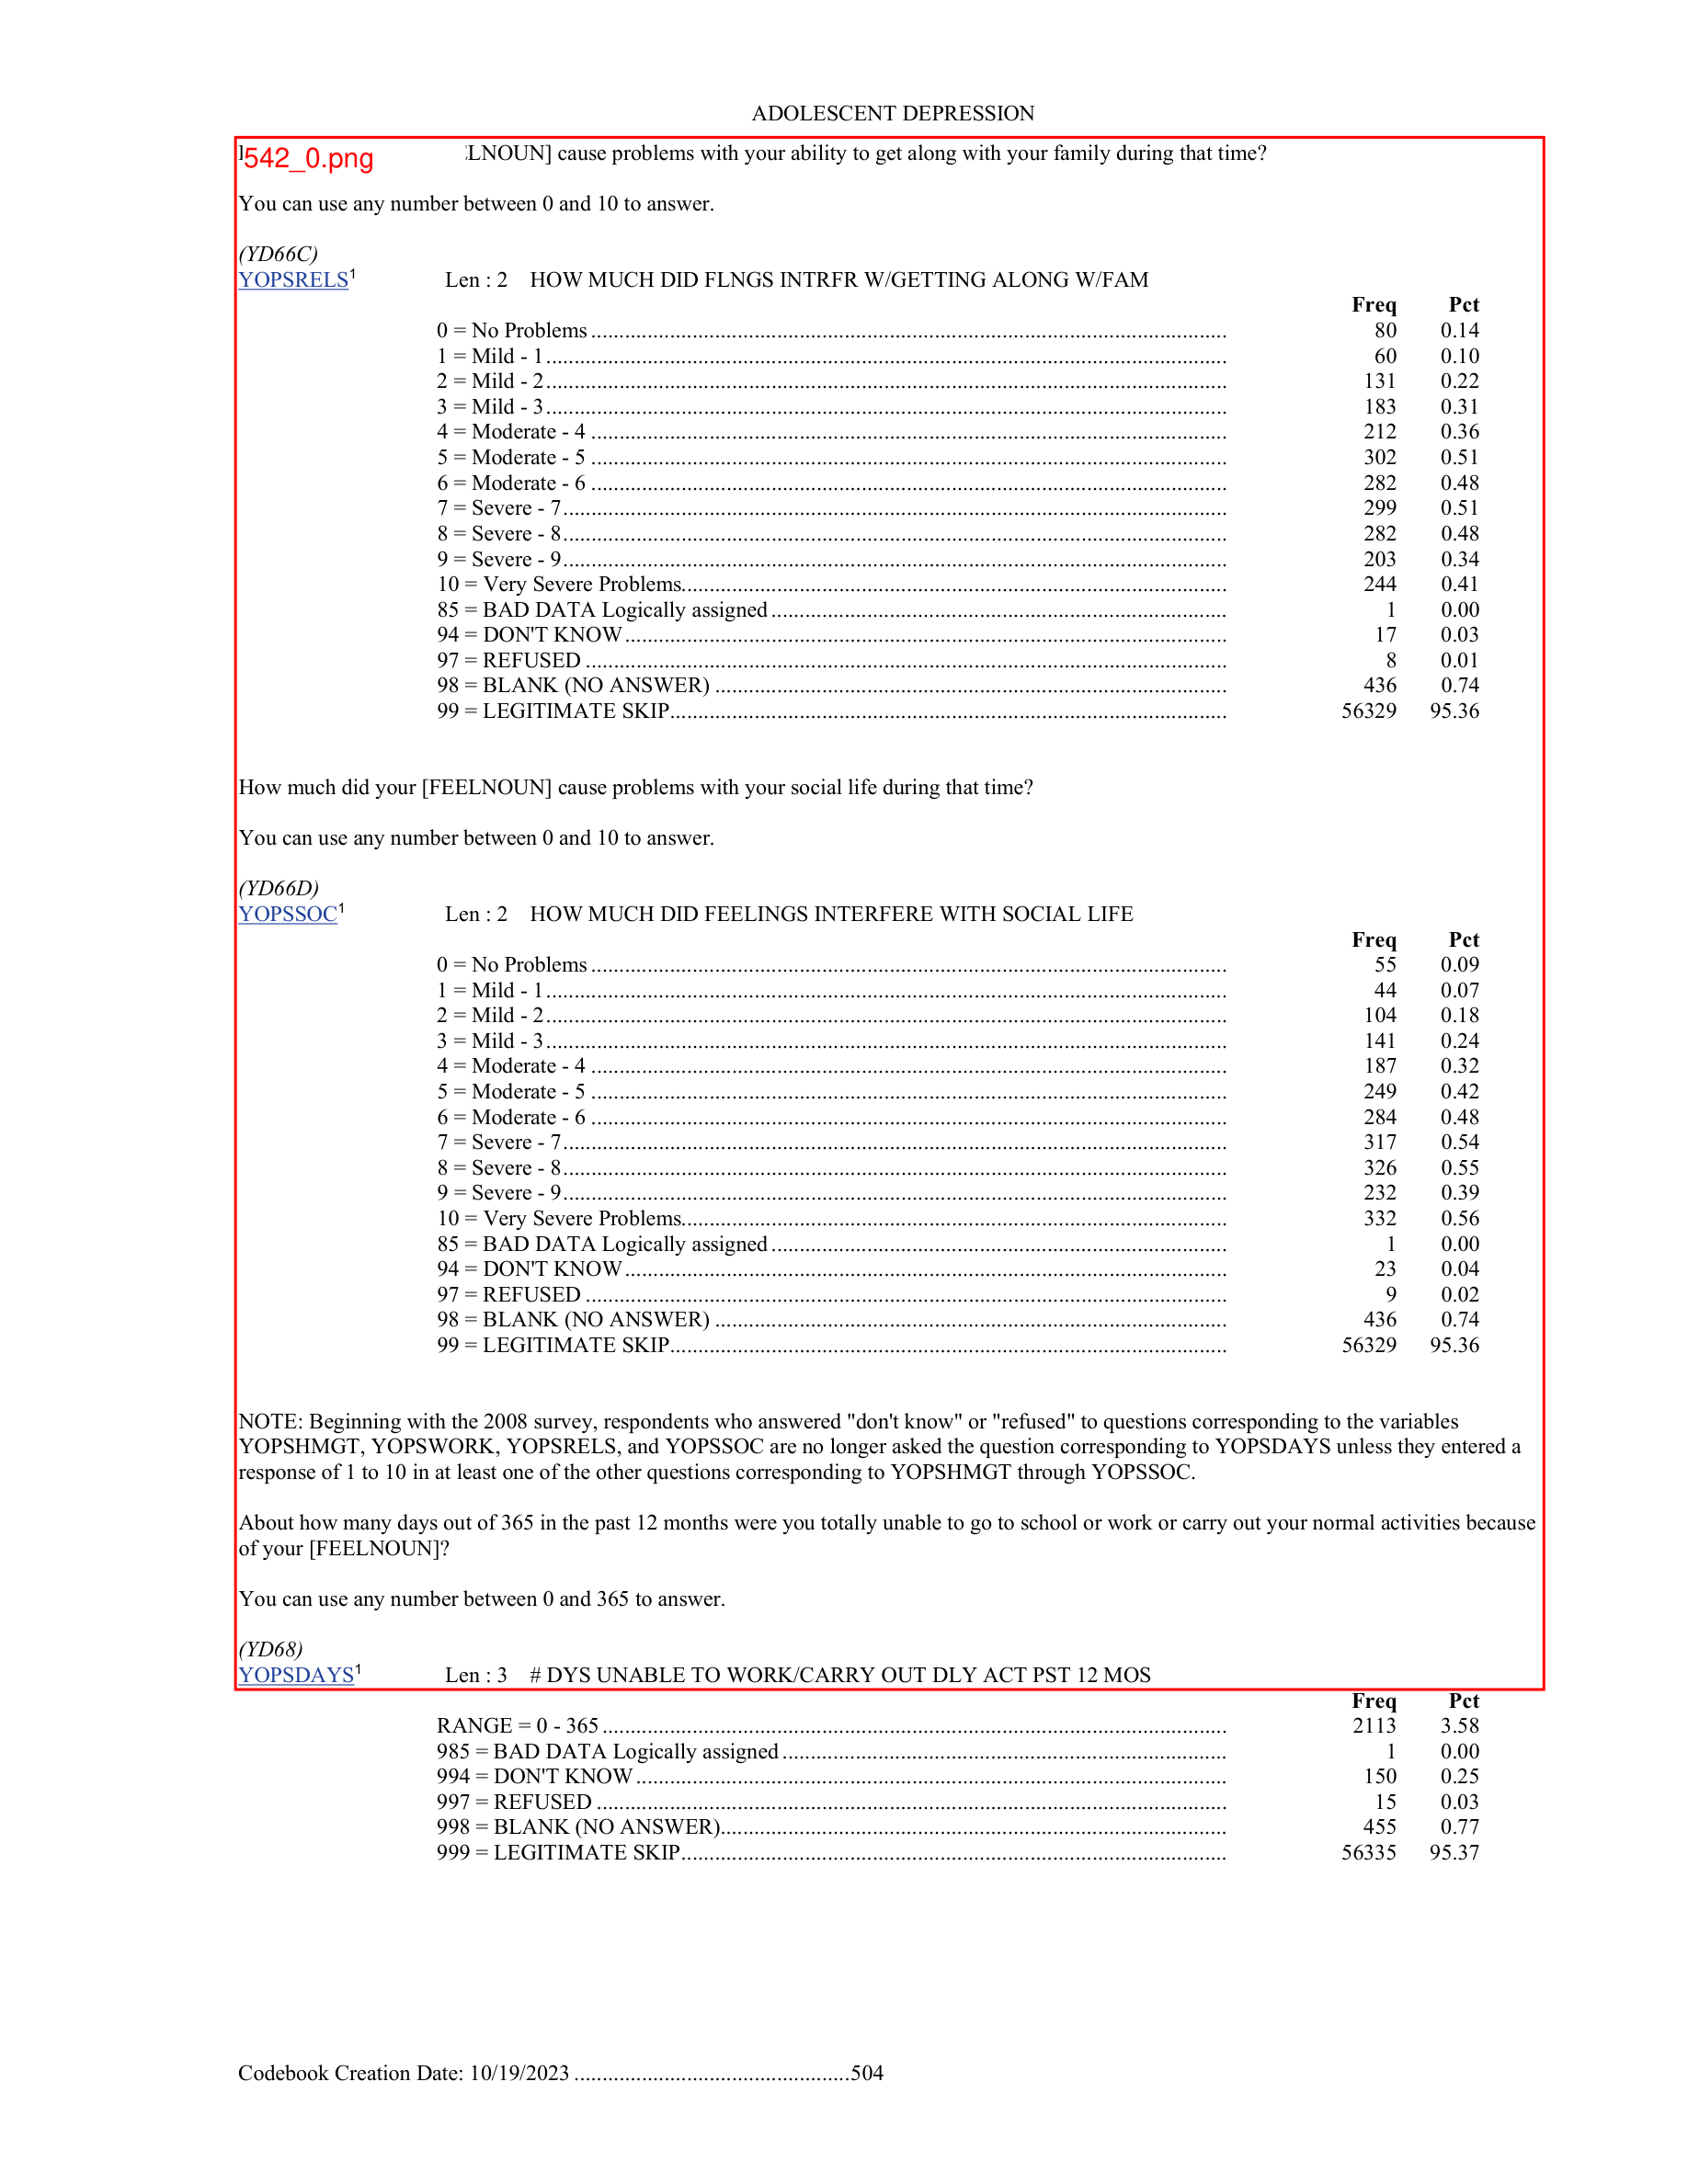 ADOLESCENT DEPRESSION
542_0.png LNOUN] cause problems with your ability to get along with your family during that time?
You can use any number between 0 and 10 to answer.
(YD66C)
YOPSRELS¹ Len : 2 HOW MUCH DID FLNGS INTRFR W/GETTING ALONG W/FAM
Freq Pct
0 = No Problems 80 0.14
1 = Mild - 1 60 0.10
2 = Mild - 2 131 0.22
3 = Mild - 3 183 0.31
4 = Moderate - 4 212 0.36
5 = Moderate - 5 302 0.51
6 = Moderate - 6 282 0.48
7 = Severe - 7 299 0.51
8 = Severe - 8 282 0.48
9 = Severe - 9 203 0.34
10 = Very Severe Problems 244 0.41
85 = BAD DATA Logically assigned 1 0.00
94 = DON'T KNOW 17 0.03
97 = REFUSED 8 0.01
98 = BLANK (NO ANSWER) 436 0.74
99 = LEGITIMATE SKIP 56329 95.36
How much did your [FEELNOUN] cause problems with your social life during that time?
You can use any number between 0 and 10 to answer.
(YD66D)
YOPSSOC¹ Len : 2 HOW MUCH DID FEELINGS INTERFERE WITH SOCIAL LIFE
Freq Pct
0 = No Problems 55 0.09
1 = Mild - 1 44 0.07
2 = Mild - 2 104 0.18
3 = Mild - 3 141 0.24
4 = Moderate - 4 187 0.32
5 = Moderate - 5 249 0.42
6 = Moderate - 6 284 0.48
7 = Severe - 7 317 0.54
8 = Severe - 8 326 0.55
9 = Severe - 9 232 0.39
10 = Very Severe Problems 332 0.56
85 = BAD DATA Logically assigned 1 0.00
94 = DON'T KNOW 23 0.04
97 = REFUSED 9 0.02
98 = BLANK (NO ANSWER) 436 0.74
99 = LEGITIMATE SKIP 56329 95.36
NOTE: Beginning with the 2008 survey, respondents who answered "don't know" or "refused" to questions corresponding to the variables
YOPSHMGT, YOPSWORK, YOPSRELS, and YOPSSOC are no longer asked the question corresponding to YOPSDAYS unless they entered a
response of 1 to 10 in at least one of the other questions corresponding to YOPSHMGT through YOPSSOC.
About how many days out of 365 in the past 12 months were you totally unable to go to school or work or carry out your normal activities because
of your [FEELNOUN]?
You can use any number between 0 and 365 to answer.
(YD68)
YOPSDAYS¹ Len : 3 # DYS UNABLE TO WORK/CARRY OUT DLY ACT PST 12 MOS
Freq Pct
RANGE = 0 - 365 2113 3.58
985 = BAD DATA Logically assigned 1 0.00
994 = DON'T KNOW 150 0.25
997 = REFUSED 15 0.03
998 = BLANK (NO ANSWER) 455 0.77
999 = LEGITIMATE SKIP 56335 95.37
Codebook Creation Date: 10/19/2023 504